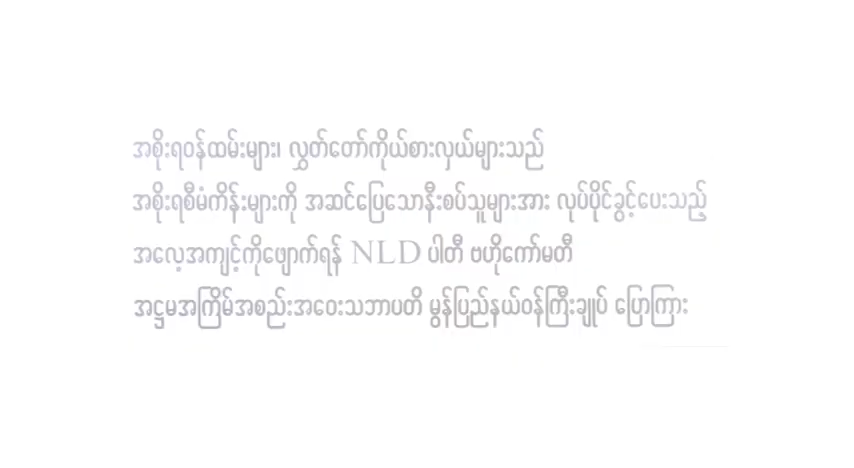 အစိုးရဝန်ထမ်းများ၊ လွှတ်တော်ကိုယ်စားလှယ်များသည်
အစိုးရစီမံကိန်းများကို အဆင်ပြေသောနီးစပ်သူများအား လုပ်ပိုင်ခွင့်ပေးသည့်
အလေ့အကျင့်ကိုဖျောက်ရန် NLD ပါတီ ဗဟိုကော်မတီ
အဋ္ဌမအကြိမ်အစည်းအဝေးသဘာပတိ မွန်ပြည်နယ်ဝန်ကြီးချုပ် ပြောကြား